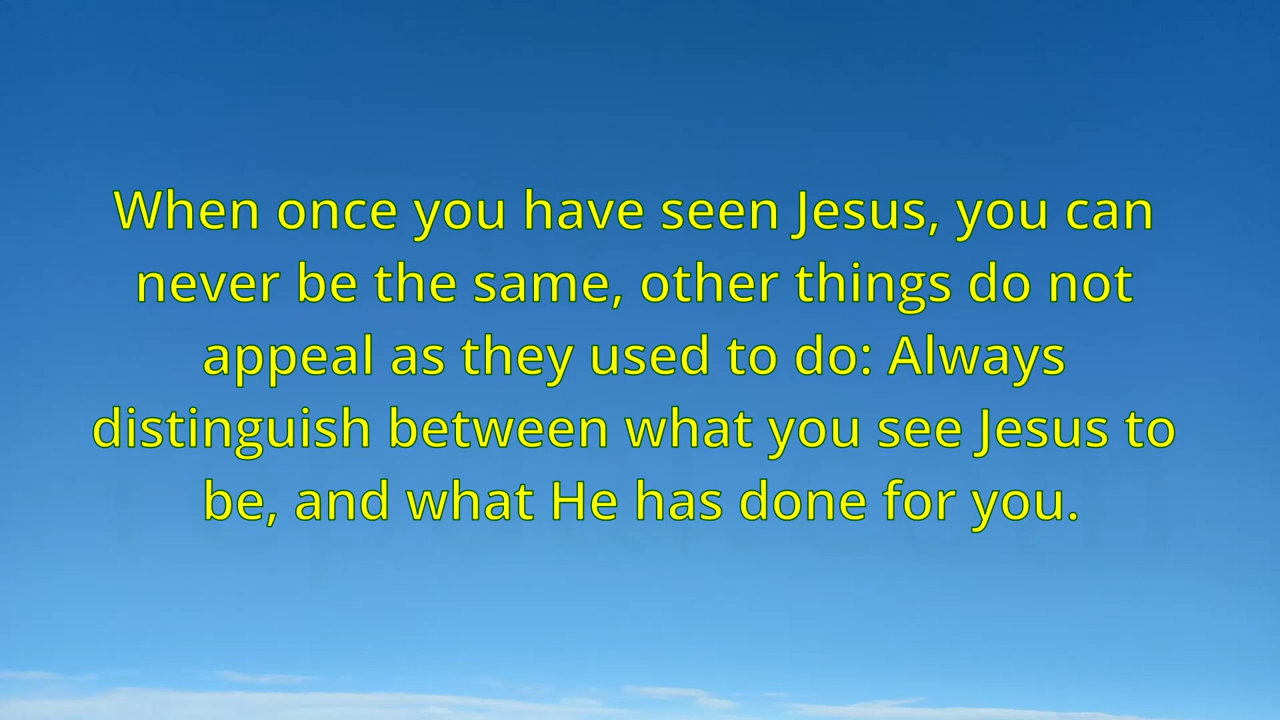 When once you have seen Jesus, you can
never be the same, other things do not
appeal as they used to do: Always
distinguish between what you see Jesus to
be, and what He has done for you.